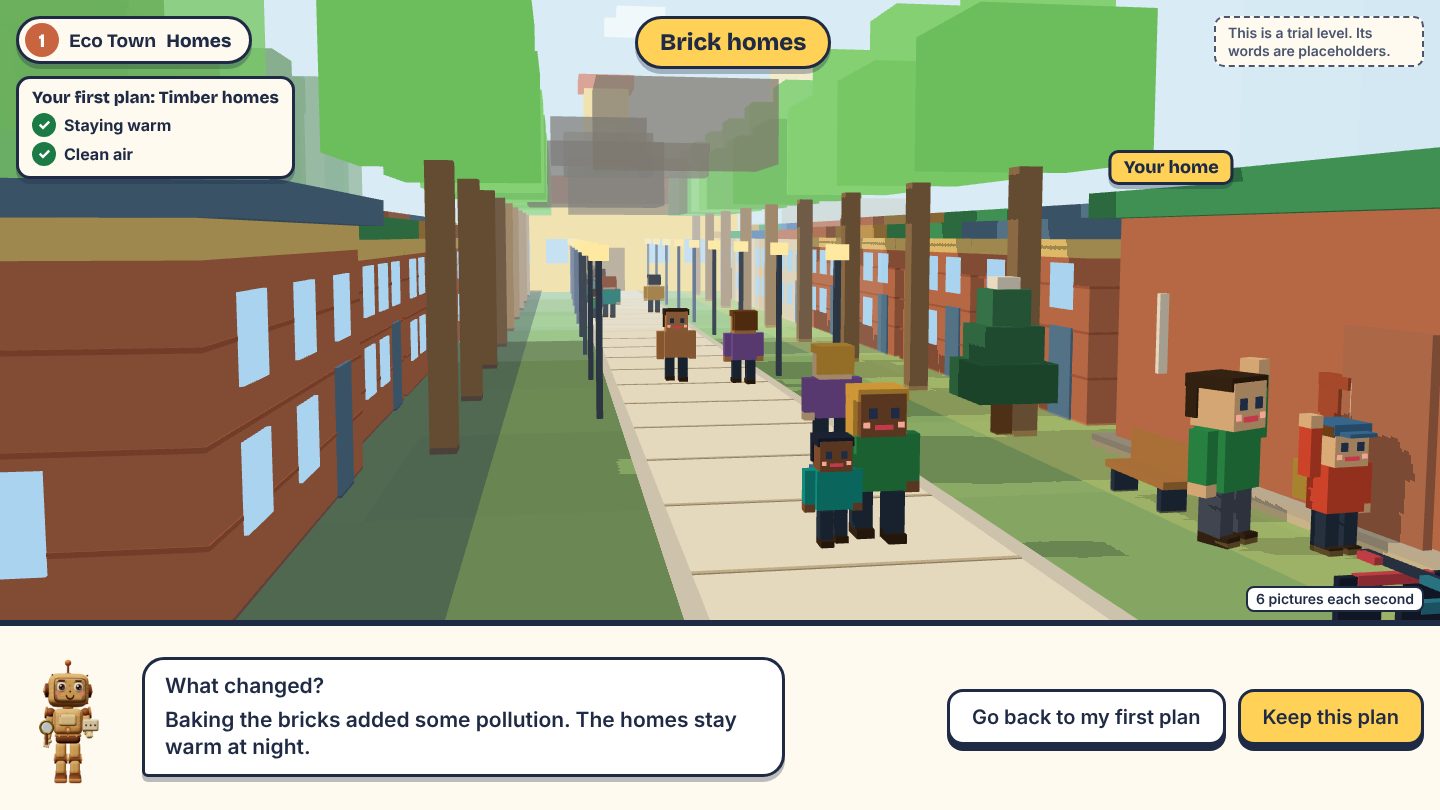 1 Eco Town Homes
Brick homes
This is a trial level. Its
words are placeholders.
Your first plan: Timber homes
Staying warm
Clean air
Your home
6 pictures each second
What changed?
Baking the bricks added some pollution. The homes stay
warm at night.
Go back to my first plan
Keep this plan